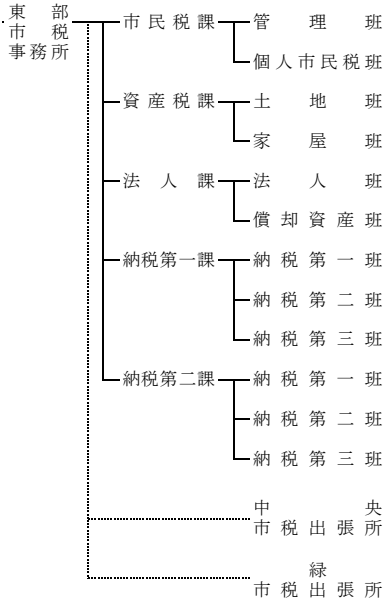 東部
市税
事務所
市民税課
管理班
個人市民税班
資産税課
土地班
家屋班
法人課
法人班
償却資産班
納税第一課
納税第一班
納税第二班
納税第三班
納税第二課
納税第一班
納税第二班
納税第三班
中央
市税出張所
緑
市税出張所